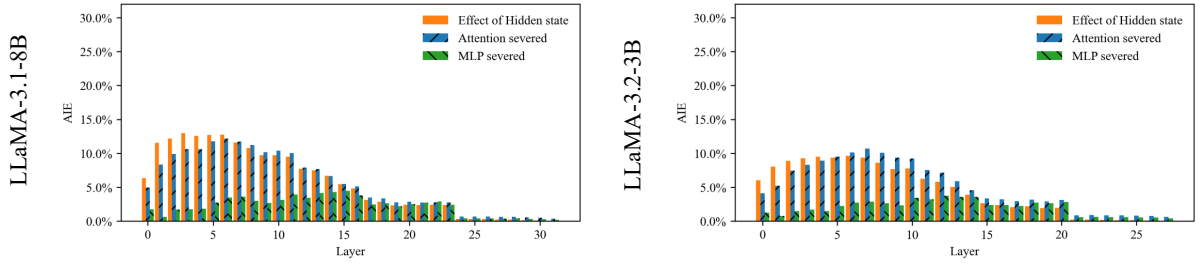 LLaMA-3.1-8B
AIE
30.0%
25.0%
20.0%
15.0%
10.0%
5.0%
0.0%
Effect of Hidden state
Attention severed
MLP severed
0 5 10 15 20 25 30
Layer
LLaMA-3.2-3B
AIE
30.0%
25.0%
20.0%
15.0%
10.0%
5.0%
0.0%
Effect of Hidden state
Attention severed
MLP severed
0 5 10 15 20 25
Layer